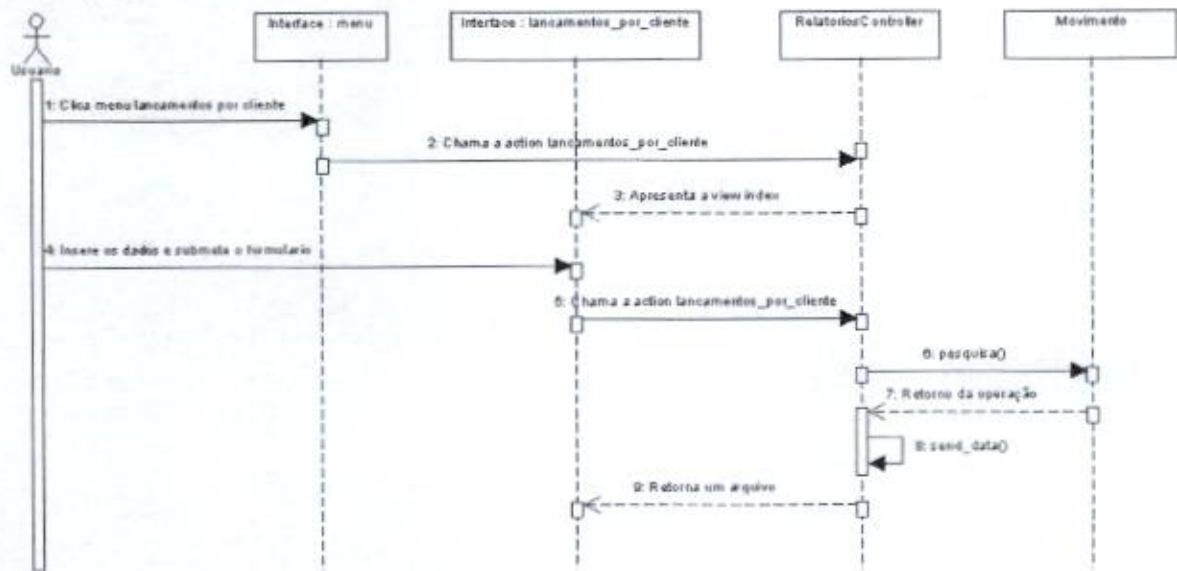 Interface : menu
Interface : lancamentos_por_cliente
RelatoriosController
Movimento
Usuario
1: Clica menu lancamentos por cliente
2: Chama a action lancamentos_por_cliente
3: Apresenta a view index
4: Insere os dados e submete o formulario
5: Chama a action lancamentos_por_cliente
6: pesquisa()
7: Retorno da operação
8: send_data()
9: Retorna um arquivo